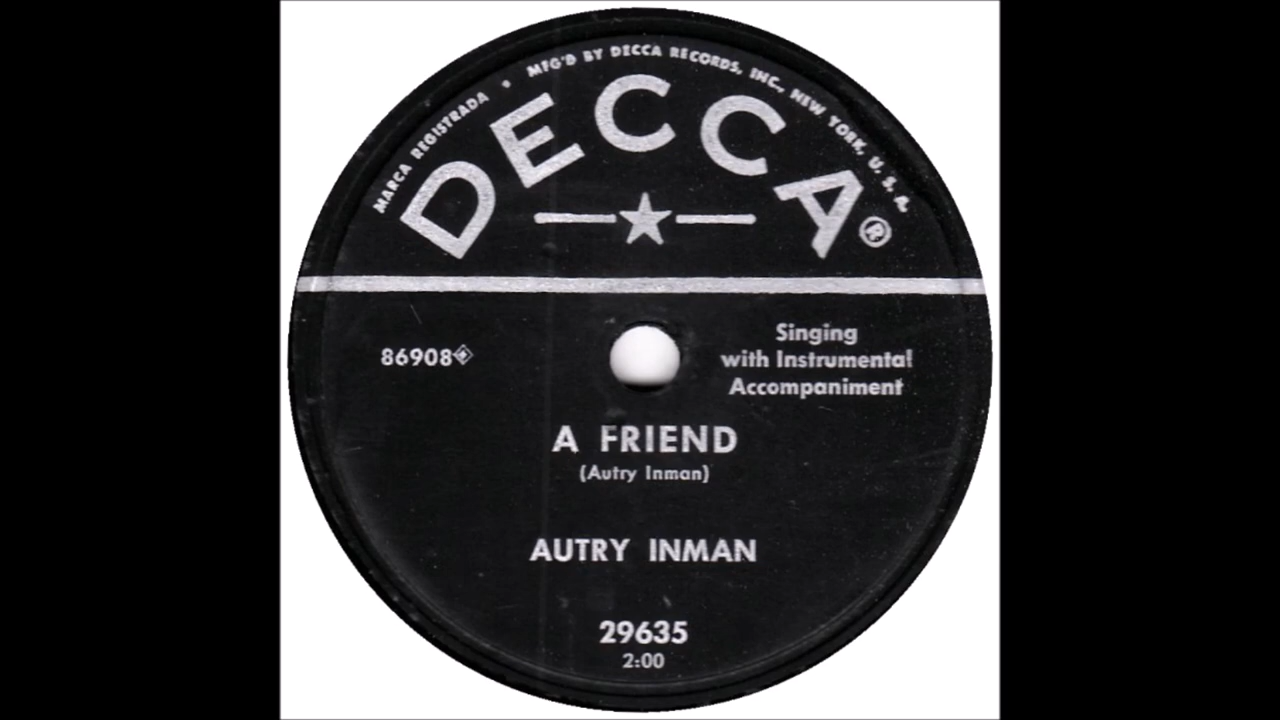 MARCA REGISTRADA • MFG'D BY DECCA RECORDS, INC., NEW YORK, U. S. A.
DECCA®
86908
Singing
with Instrumental
Accompaniment
A FRIEND
(Autry Inman)
AUTRY INMAN
29635
2:00